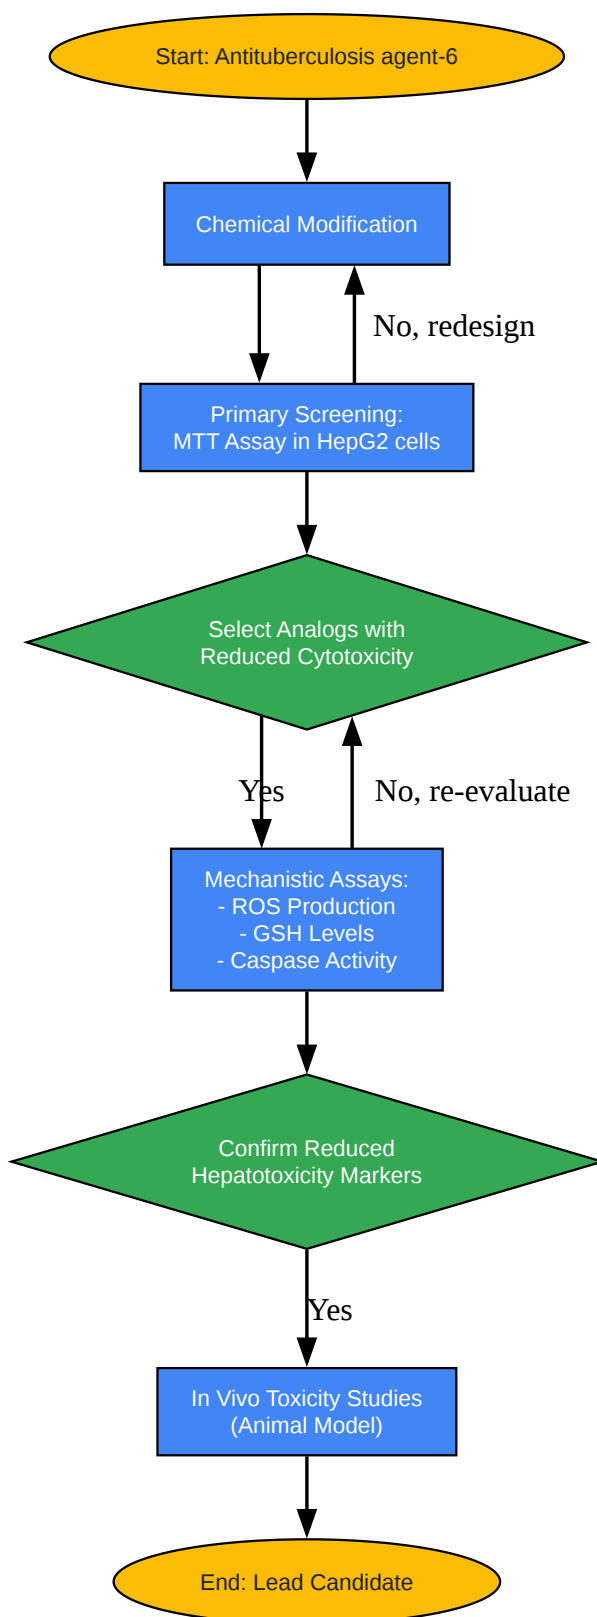 Start: Antituberculosis agent-6
Chemical Modification
No, redesign
Primary Screening:
MTT Assay in HepG2 cells
Select Analogs with
Reduced Cytotoxicity
Yes
No, re-evaluate
Mechanistic Assays:
- ROS Production
- GSH Levels
- Caspase Activity
Confirm Reduced
Hepatotoxicity Markers
Yes
In Vivo Toxicity Studies
(Animal Model)
End: Lead Candidate